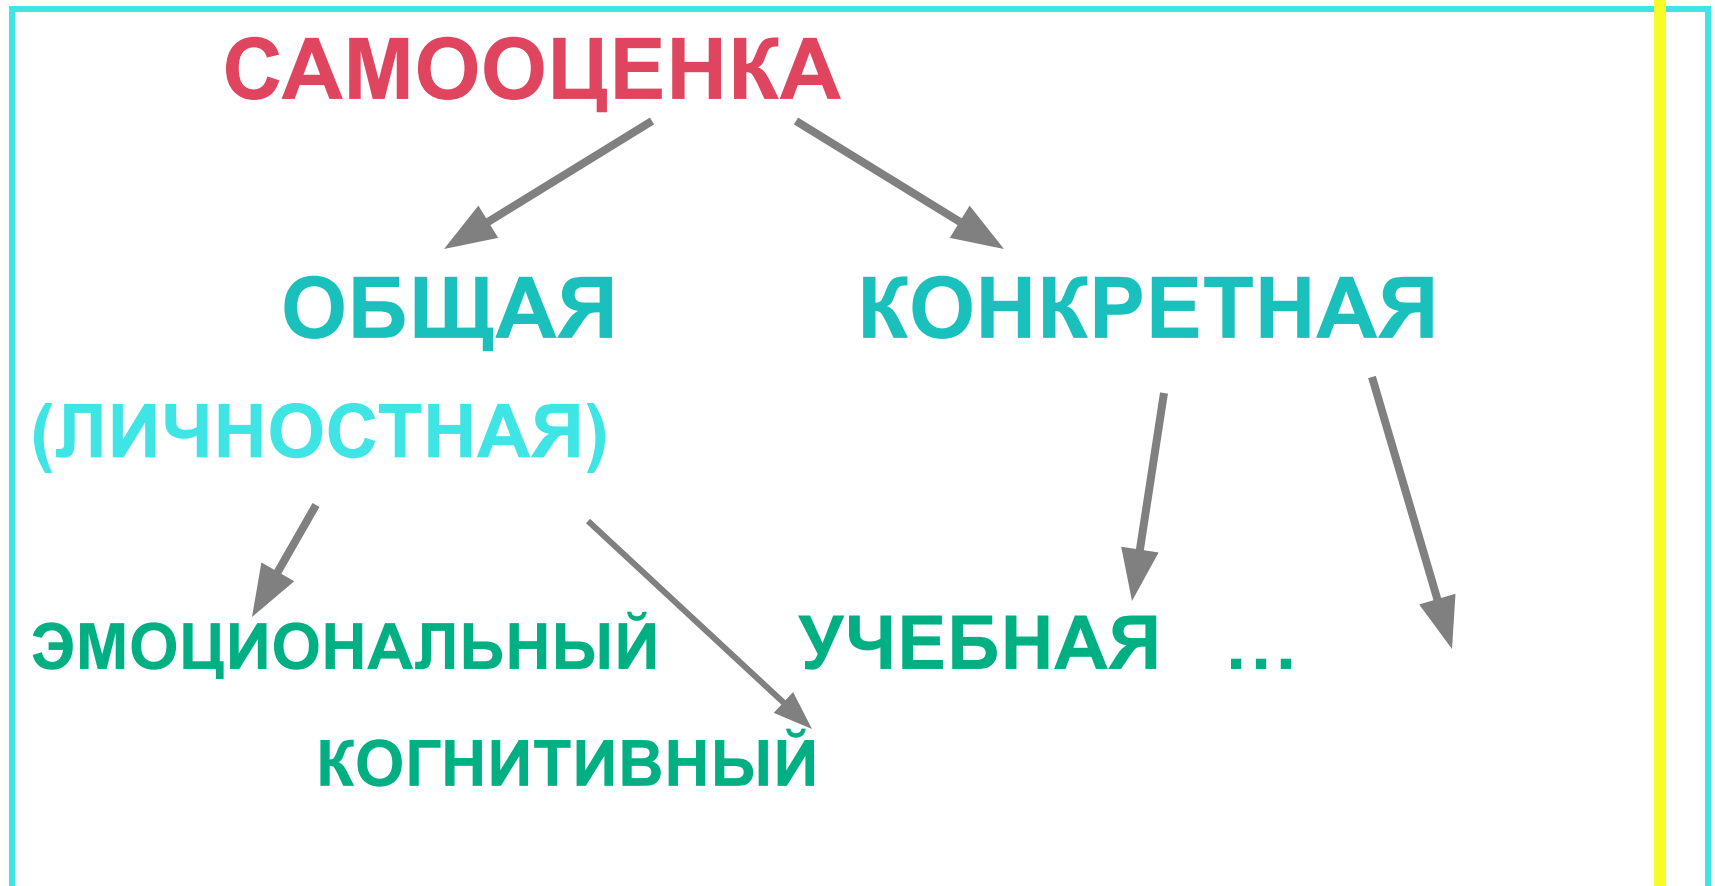 САМООЦЕНКА
ОБЩАЯ КОНКРЕТНАЯ
(ЛИЧНОСТНАЯ)
ЭМОЦИОНАЛЬНЫЙ УЧЕБНАЯ ...
КОГНИТИВНЫЙ